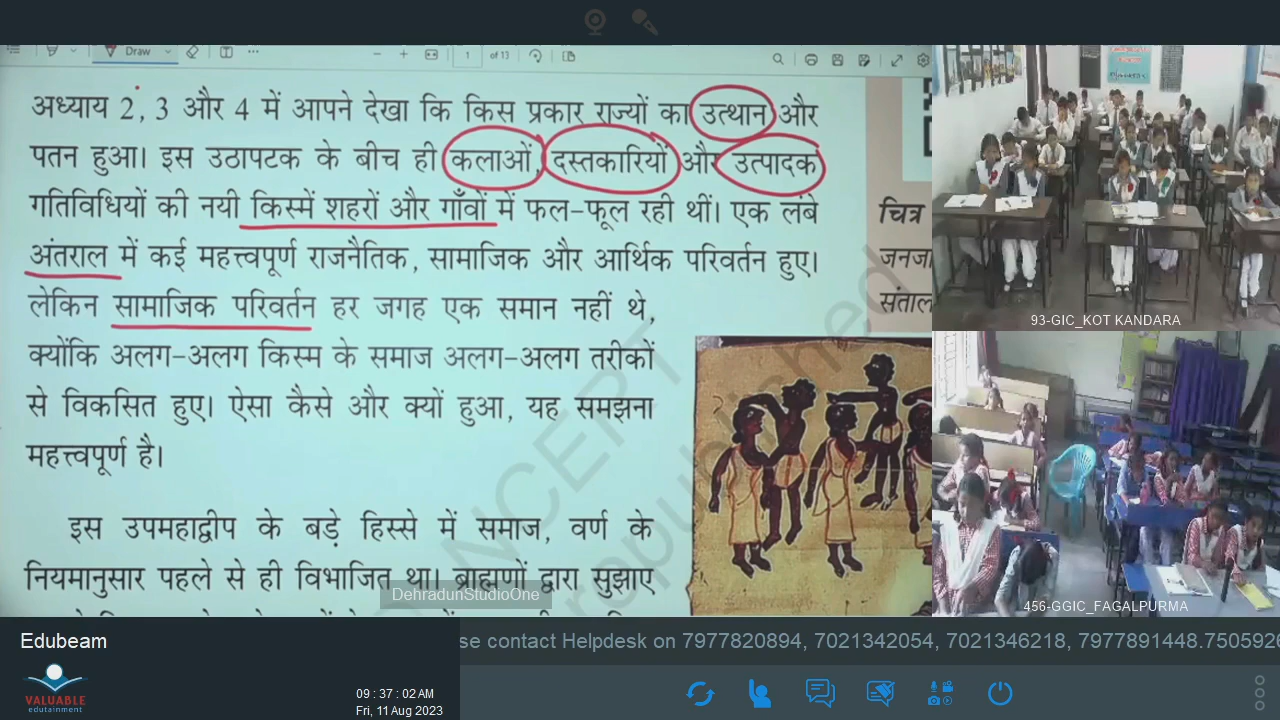 Draw
1
of 13
अध्याय 2, 3 और 4 में आपने देखा कि किस प्रकार राज्यों का उत्थान और
पतन हुआ। इस उठापटक के बीच ही कलाओं, दस्तकारियों और उत्पादक
गतिविधियों की नयी किस्में शहरों और गाँवों में फल-फूल रही थीं। एक लंबे
अंतराल में कई महत्त्वपूर्ण राजनैतिक, सामाजिक और आर्थिक परिवर्तन हुए।
लेकिन सामाजिक परिवर्तन हर जगह एक समान नहीं थे,
क्योंकि अलग-अलग किस्म के समाज अलग-अलग तरीकों
से विकसित हुए। ऐसा कैसे और क्यों हुआ, यह समझना
महत्त्वपूर्ण है।
इस उपमहाद्वीप के बड़े हिस्से में समाज, वर्ण के
नियमानुसार पहले से ही विभाजित था। ब्राह्मणों द्वारा सुझाए
चित्र
NCERT
republished
DehradunStudioOne
93-GIC_KOT KANDARA
456-GGIC_FAGALPURMA
Edubeam
se contact Helpdesk on 7977820894, 7021342054, 7021346218, 7977891448.7505926
VALUABLE
edutainment
09 : 37 : 02 AM
Fri, 11 Aug 2023